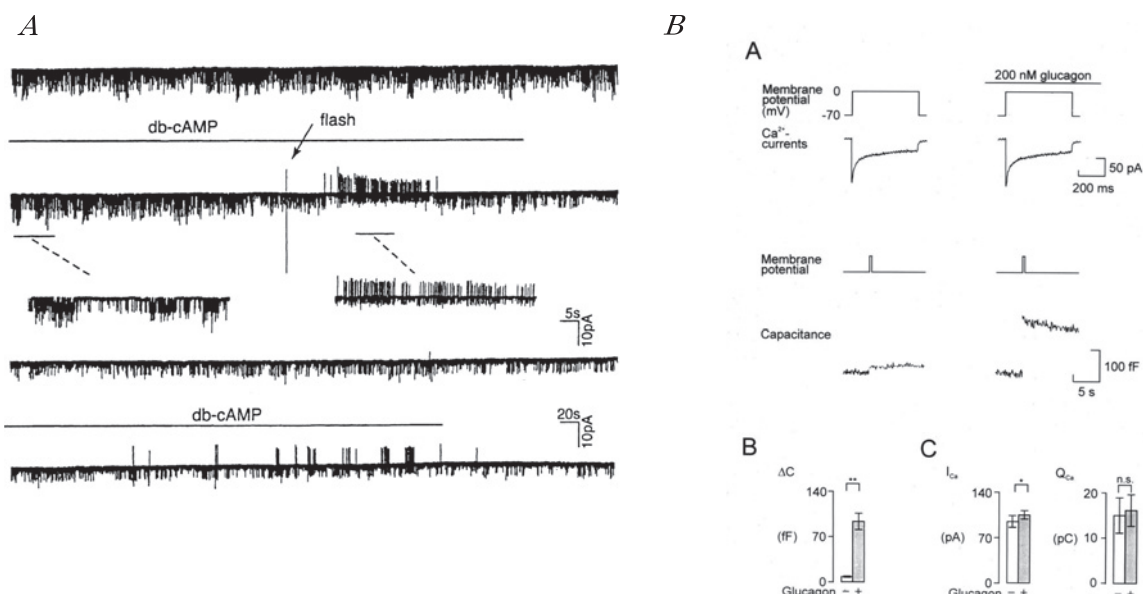 A
db-cAMP
flash
5s
10pA
db-cAMP
20s
10pA
B
A
200 nM glucagon
Membrane 0
potential
(mV) -70
Ca²⁺-
currents
50 pA
200 ms
Membrane
potential
Capacitance
100 fF
5 s
B
ΔC
**
140
(fF) 70
0
Glucagon − +
C
I_Ca
*
140
(pA) 70
0
Glucagon − +
Q_Ca
n.s.
20
(pC) 10
0
− +